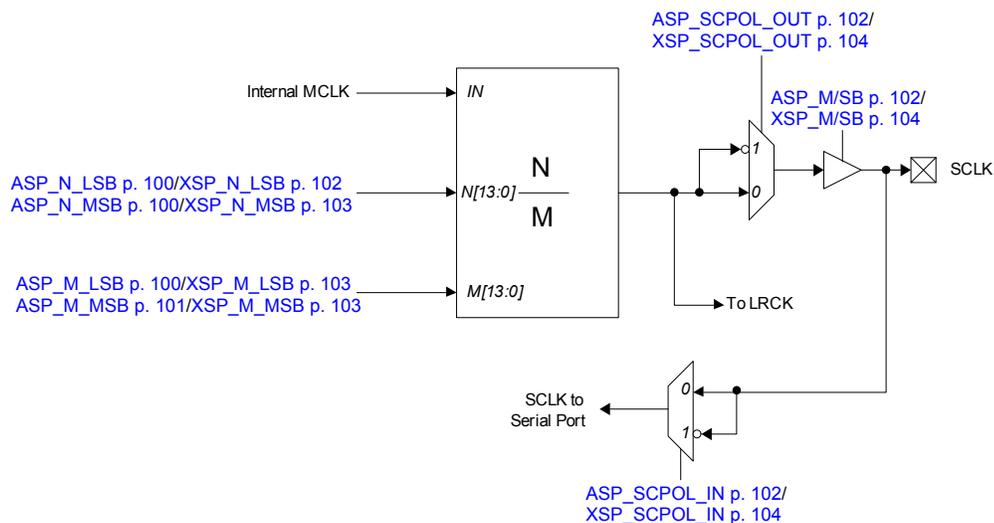 ASP_SCPOL_OUT p. 102/
XSP_SCPOL_OUT p. 104
Internal MCLK
IN
ASP_M/SB p. 102/
XSP_M/SB p. 104
1
0
SCLK
ASP_N_LSB p. 100/XSP_N_LSB p. 102
ASP_N_MSB p. 100/XSP_N_MSB p. 103
N[13:0]
N
M
ASP_M_LSB p. 100/XSP_M_LSB p. 103
ASP_M_MSB p. 101/XSP_M_MSB p. 103
M[13:0]
To LRCK
SCLK to
Serial Port
0
1
ASP_SCPOL_IN p. 102/
XSP_SCPOL_IN p. 104